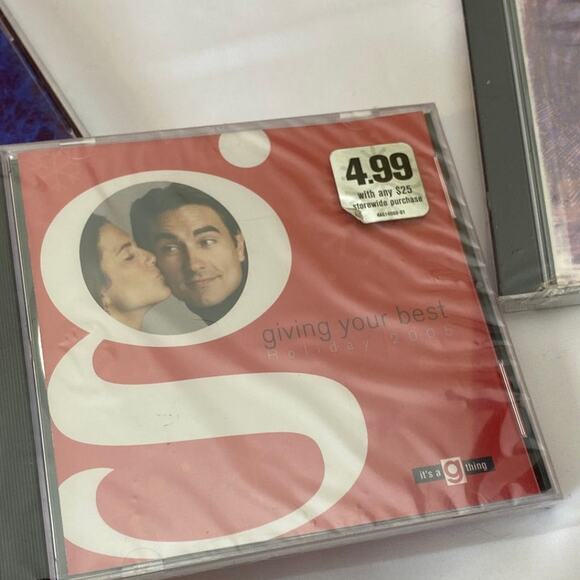 g
4.99
with any $25
storewide purchase
giving your best
Holiday 2005
it's a g thing